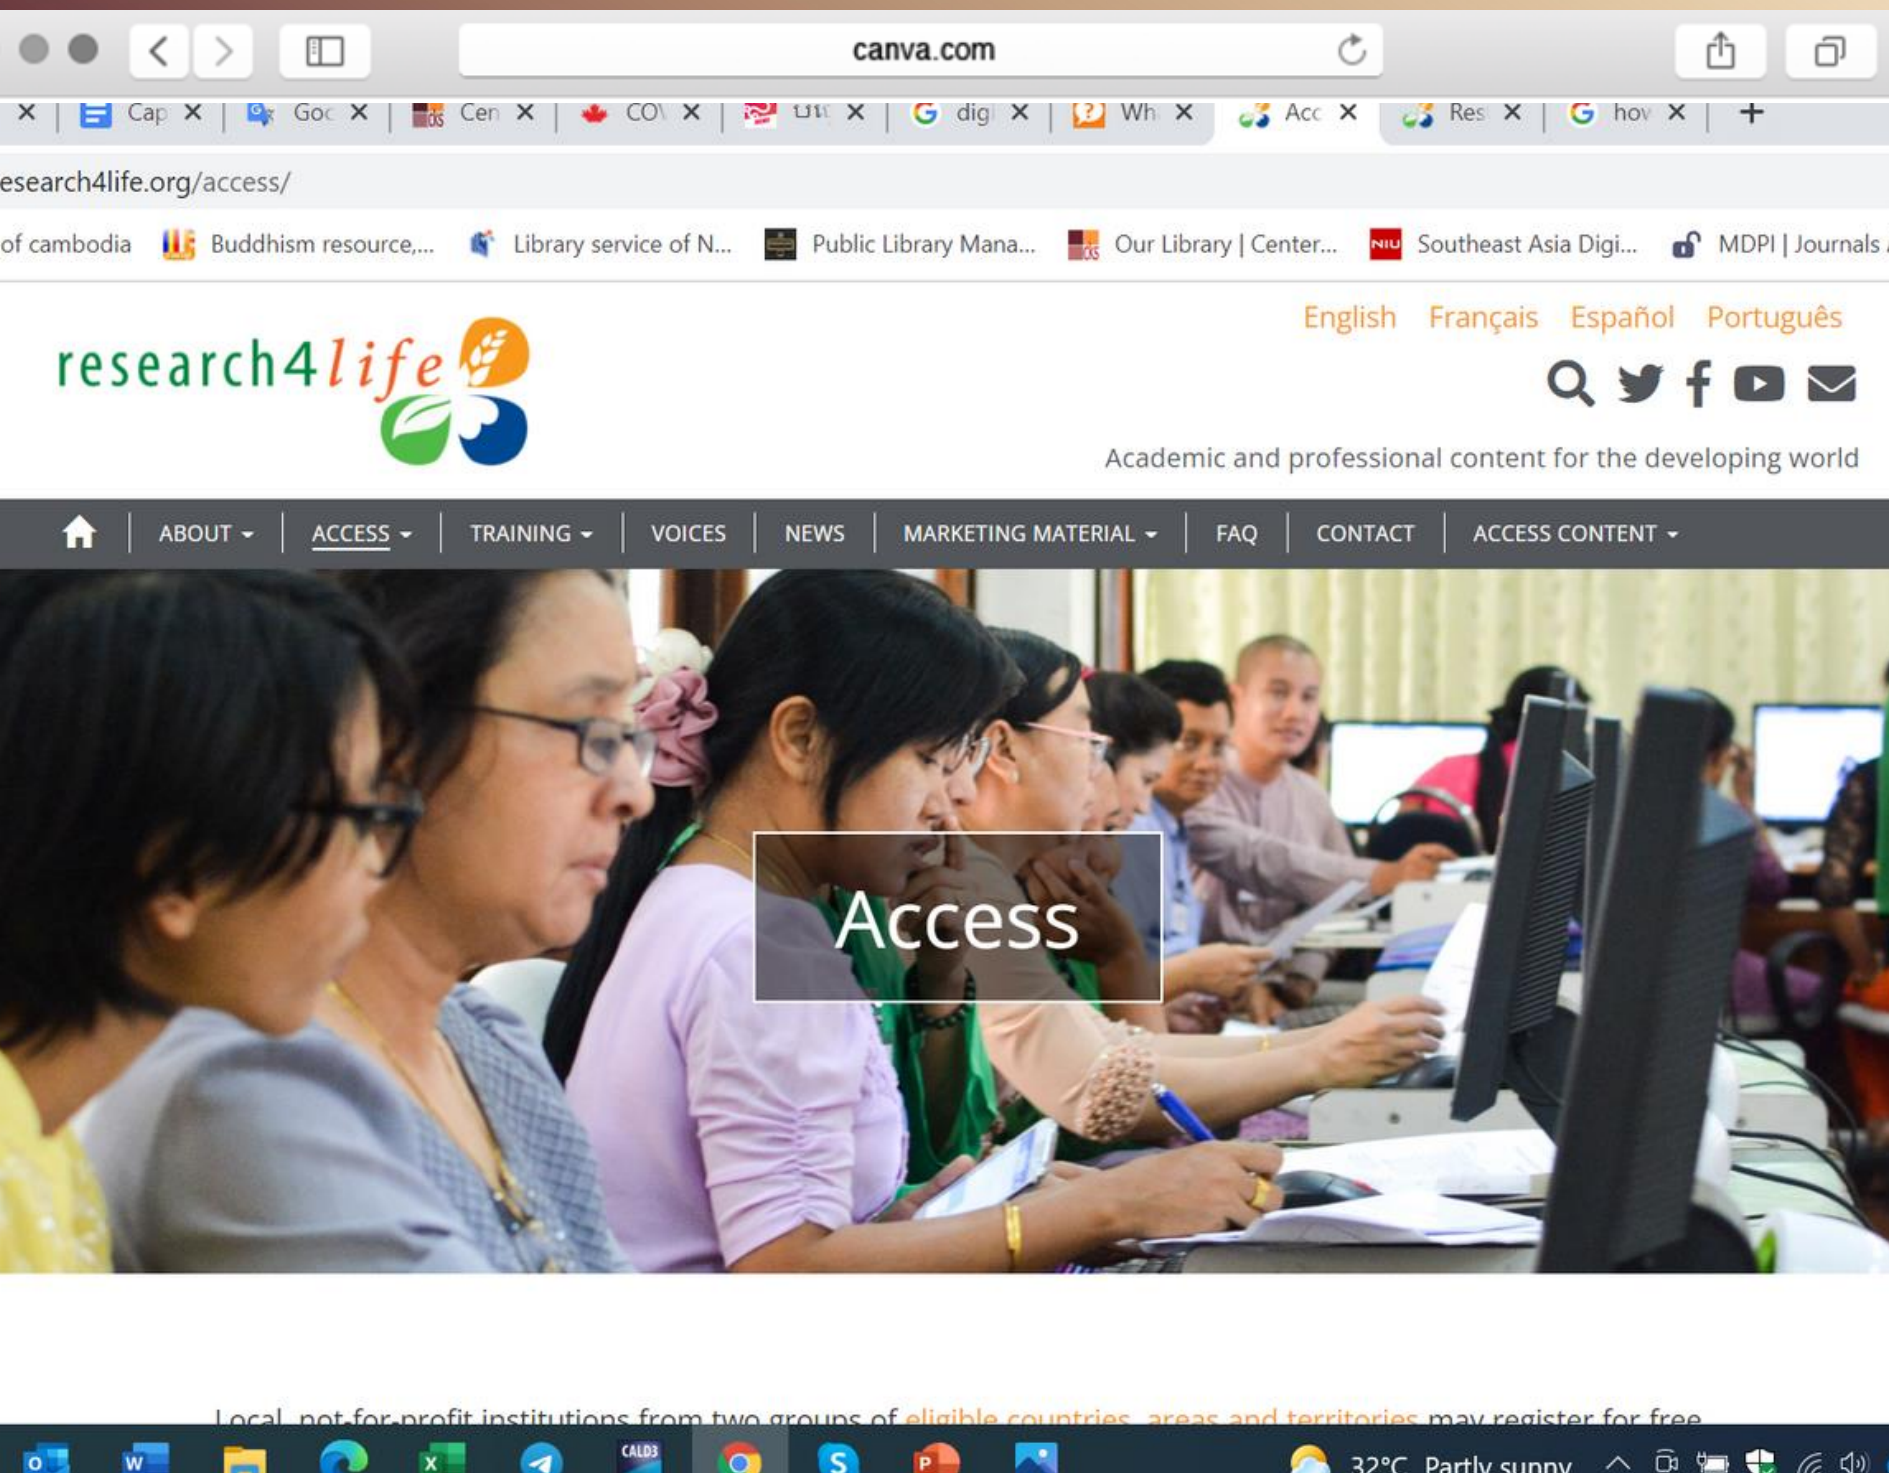 canva.com
Cap Goo Cen CO dig Wh Acc Res how
esearch4life.org/access/
of cambodia Buddhism resource,... Library service of N... Public Library Mana... Our Library | Center... NIU Southeast Asia Digi... MDPI | Journals
English Français Español Português
research4life
Academic and professional content for the developing world
ABOUT ACCESS TRAINING VOICES NEWS MARKETING MATERIAL FAQ CONTACT ACCESS CONTENT
Access
Local, not-for-profit institutions from two groups of eligible countries, areas and territories may register for free
CALD3
32°C Partly sunny